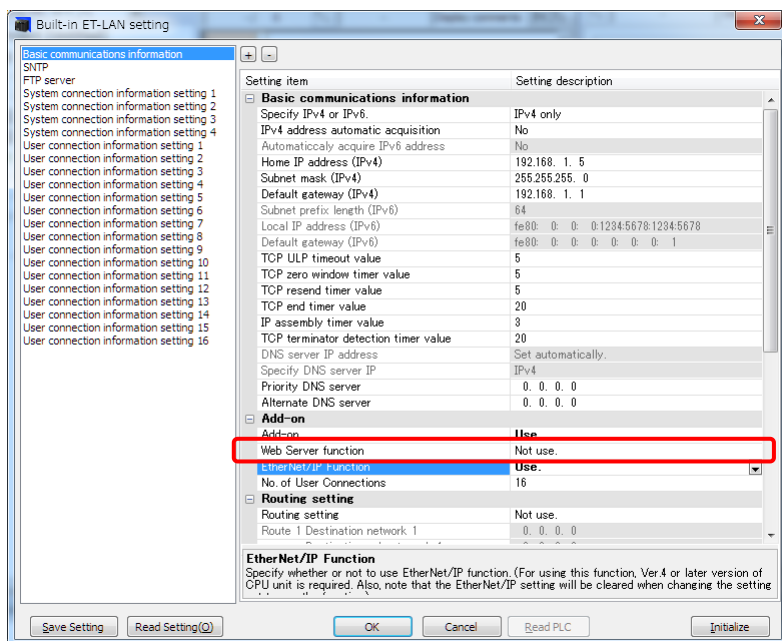 Built-in ET-LAN setting
Basic communications information
SNTP
FTP server
System connection information setting 1
System connection information setting 2
System connection information setting 3
System connection information setting 4
User connection information setting 1
User connection information setting 2
User connection information setting 3
User connection information setting 4
User connection information setting 5
User connection information setting 6
User connection information setting 7
User connection information setting 8
User connection information setting 9
User connection information setting 10
User connection information setting 11
User connection information setting 12
User connection information setting 13
User connection information setting 14
User connection information setting 15
User connection information setting 16
Setting item Setting description
Basic communications information
Specify IPv4 or IPv6. IPv4 only
IPv4 address automatic acquisition No
Automaticcaly acquire IPv6 address No
Home IP address (IPv4) 192.168. 1. 5
Subnet mask (IPv4) 255.255.255. 0
Default gateway (IPv4) 192.168. 1. 1
Subnet prefix length (IPv6) 64
Local IP address (IPv6) fe80: 0: 0: 0:1234:5678:1234:5678
Default gateway (IPv6) fe80: 0: 0: 0: 0: 0: 0: 1
TCP ULP timeout value 5
TCP zero window timer value 5
TCP resend timer value 5
TCP end timer value 20
IP assembly timer value 3
TCP terminator detection timer value 20
DNS server IP address Set automatically.
Specify DNS server IP IPv4
Priority DNS server 0. 0. 0. 0
Alternate DNS server 0. 0. 0. 0
Add-on
Add-on Use.
Web Server function Not use.
EtherNet/IP Function Use.
No. of User Connections 16
Routing setting
Routing setting Not use.
Route 1 Destination network 1 0. 0. 0. 0
EtherNet/IP Function
Specify whether or not to use EtherNet/IP function. (For using this function, Ver.4 or later version of
CPU unit is required. Also, note that the EtherNet/IP setting will be cleared when changing the setting
Save Setting Read Setting(O) OK Cancel Read PLC Initialize